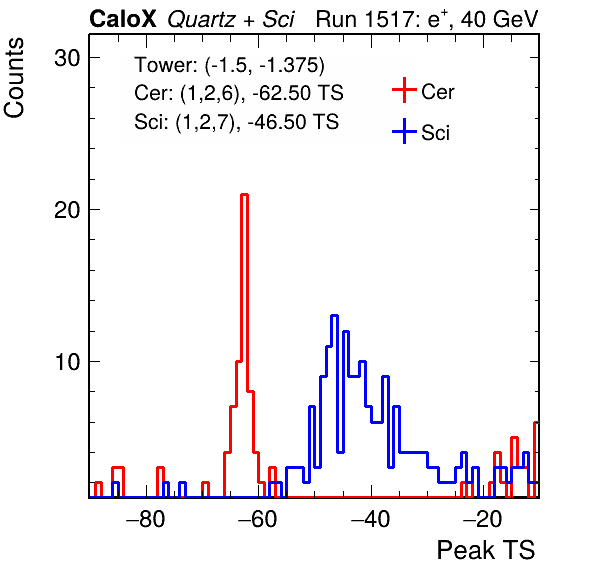 CaloX Quartz + Sci Run 1517: e⁺, 40 GeV
Tower: (-1.5, -1.375)
Cer: (1,2,6), -62.50 TS
Sci: (1,2,7), -46.50 TS
Cer
Sci
Counts
30
20
10
−80 −60 −40 −20
Peak TS